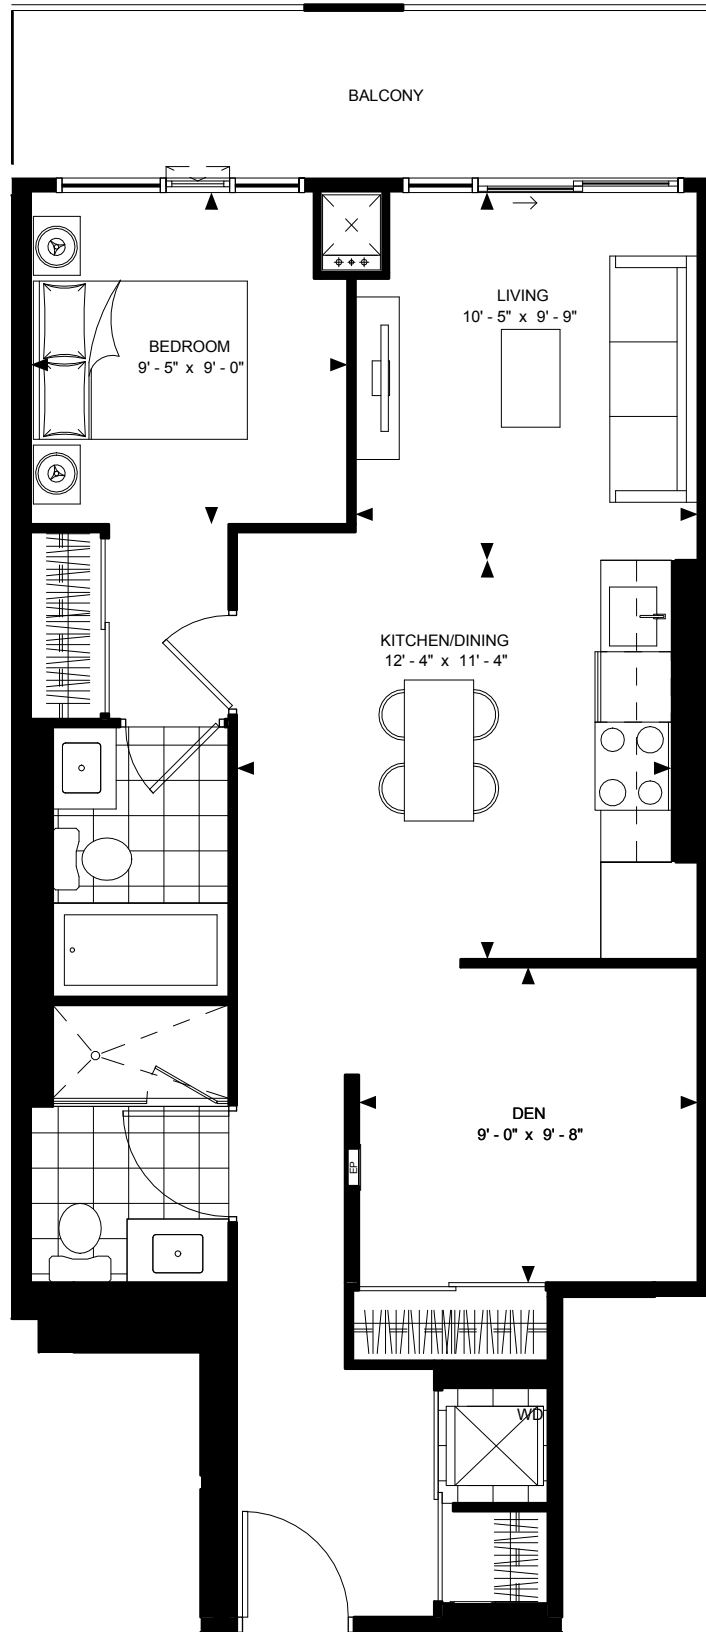 BALCONY
LIVING
10' - 5" x 9' - 9"
BEDROOM
9' - 5" x 9' - 0"
KITCHEN/DINING
12' - 4" x 11' - 4"
DEN
9' - 0" x 9' - 8"
EP
WD